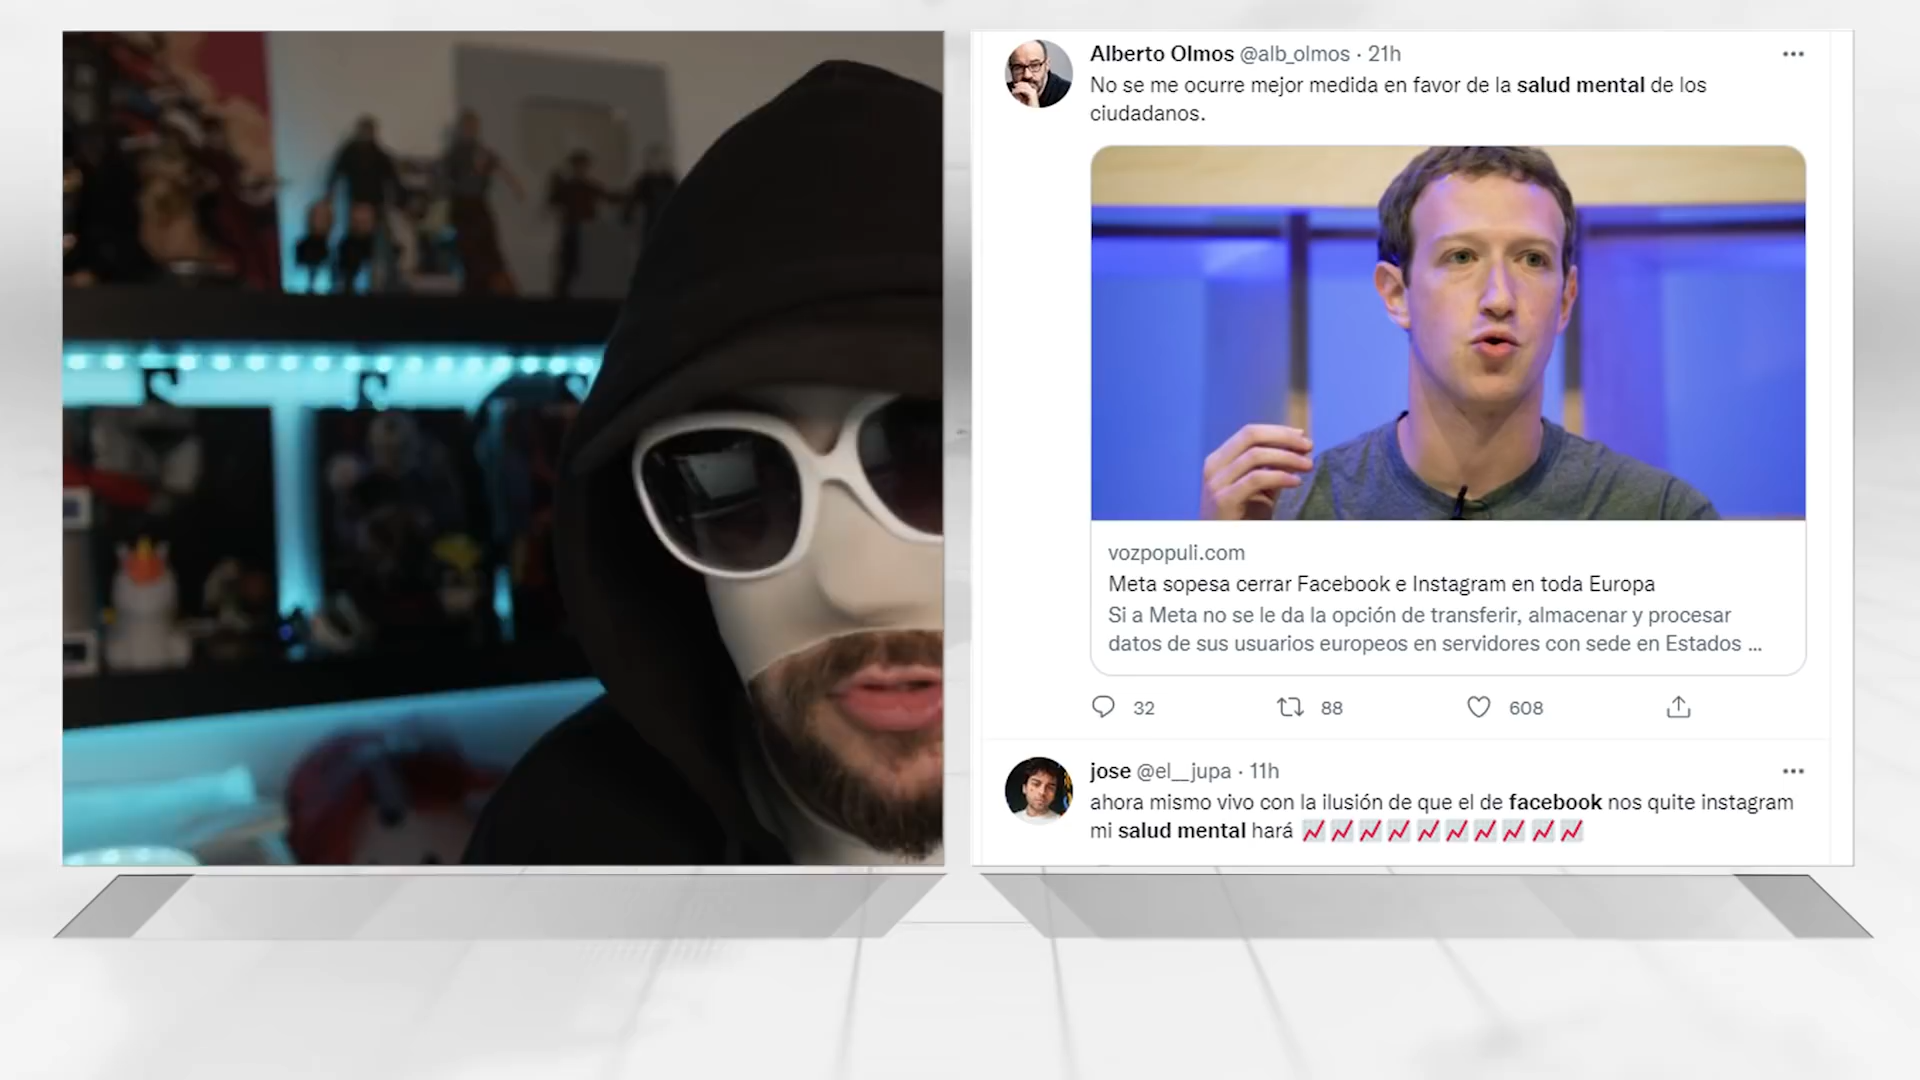 Alberto Olmos @alb_olmos · 21h
No se me ocurre mejor medida en favor de la salud mental de los
ciudadanos.
vozpopuli.com
Meta sopesa cerrar Facebook e Instagram en toda Europa
Si a Meta no se le da la opción de transferir, almacenar y procesar
datos de sus usuarios europeos en servidores con sede en Estados ...
32 88 608
jose @el__jupa · 11h
ahora mismo vivo con la ilusión de que el de facebook nos quite instagram
mi salud mental hará 📈📈📈📈📈📈📈📈📈📈